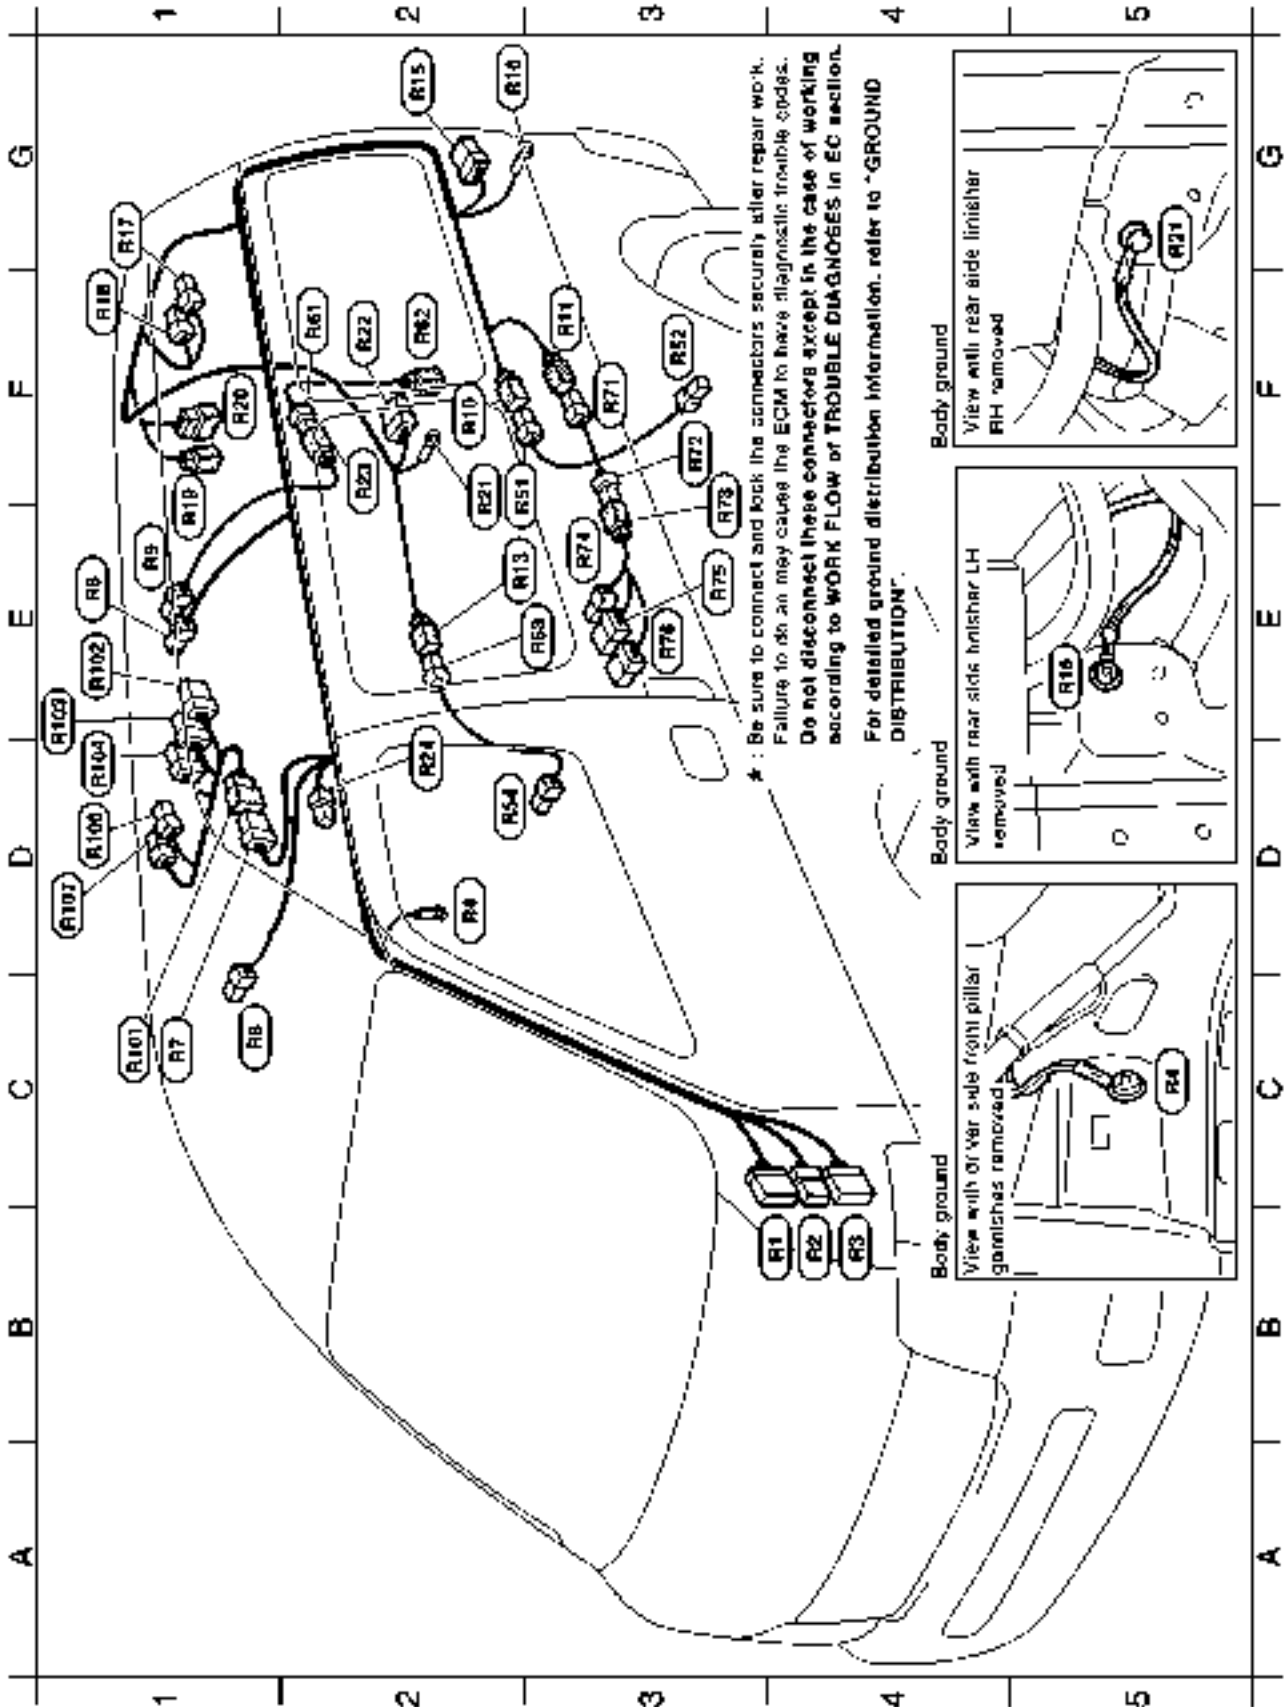 A B C D E F G
1
2
3
4
5
R17
R18
R20
R19
R9
R8
R102
R103
R104
R106
R107
R101
R7
R6
R24
R4
R15
R16
R61
R22
R62
R10
R23
R21
R51
R11
R71
R52
R72
R73
R74
R75
R76
R13
R53
R54
R1
R2
R3
★ : Be sure to connect and lock the connectors securely after repair work.
Failure to do so may cause the ECM to have diagnostic trouble codes.
Do not disconnect these connectors except in the case of working
according to WORK FLOW of TROUBLE DIAGNOSES in EC section.
For detailed ground distribution information, refer to "GROUND
DISTRIBUTION".
Body ground
View with driver side front pillar
garnishes removed
R4
Body ground
View with rear side finisher LH
removed
R16
Body ground
View with rear side finisher
RH removed
R21
1
2
3
4
5
A B C D E F G